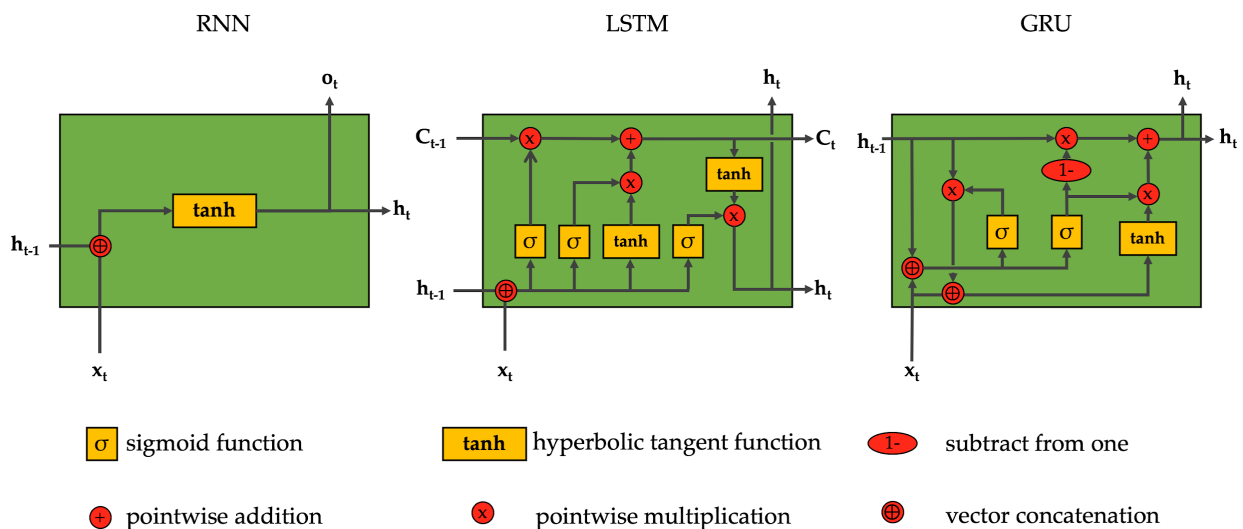 RNN
LSTM
GRU
oₜ
tanh
hₜ₋₁
hₜ
xₜ
hₜ
Cₜ₋₁
x
+
Cₜ
tanh
x
x
σ
σ
tanh
σ
hₜ₋₁
hₜ
xₜ
hₜ
hₜ₋₁
x
+
hₜ
1-
x
x
σ
σ
tanh
xₜ
σ sigmoid function
tanh hyperbolic tangent function
1- subtract from one
+ pointwise addition
x pointwise multiplication
vector concatenation